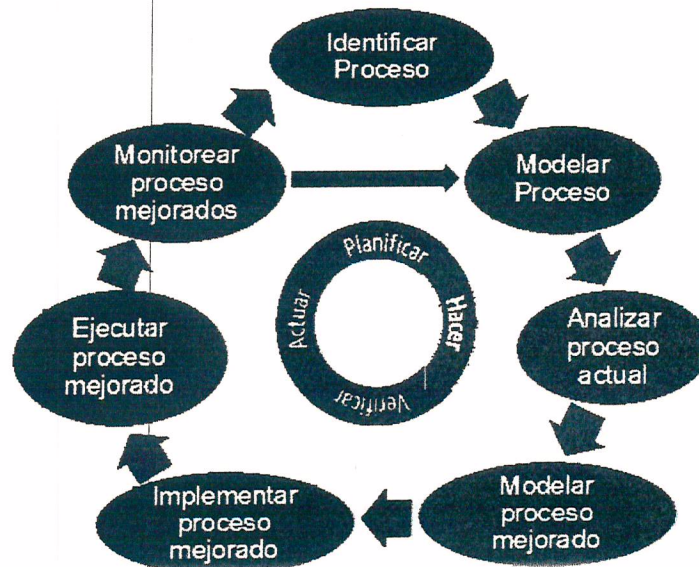 Identificar
Proceso
Modelar
Proceso
Analizar
proceso
actual
Modelar
proceso
mejorado
Implementar
proceso
mejorado
Ejecutar
proceso
mejorado
Monitorear
proceso
mejorados
Planificar
Hacer
Verificar
Actuar